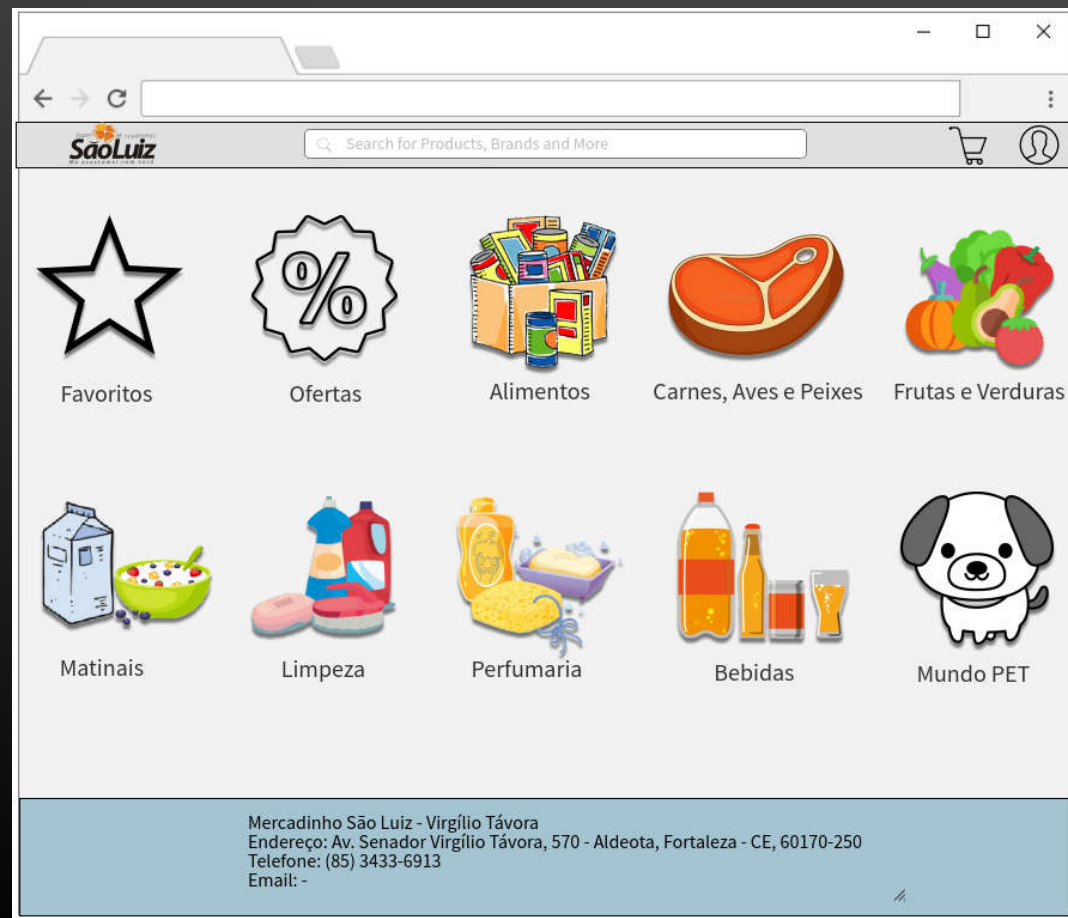 SãoLuiz
Search for Products, Brands and More
%
Favoritos
Ofertas
Alimentos
Carnes, Aves e Peixes
Frutas e Verduras
Matinais
Limpeza
Perfumaria
Bebidas
Mundo PET
Mercadinho São Luiz - Virgílio Távora
Endereço: Av. Senador Virgílio Távora, 570 - Aldeota, Fortaleza - CE, 60170-250
Telefone: (85) 3433-6913
Email: -